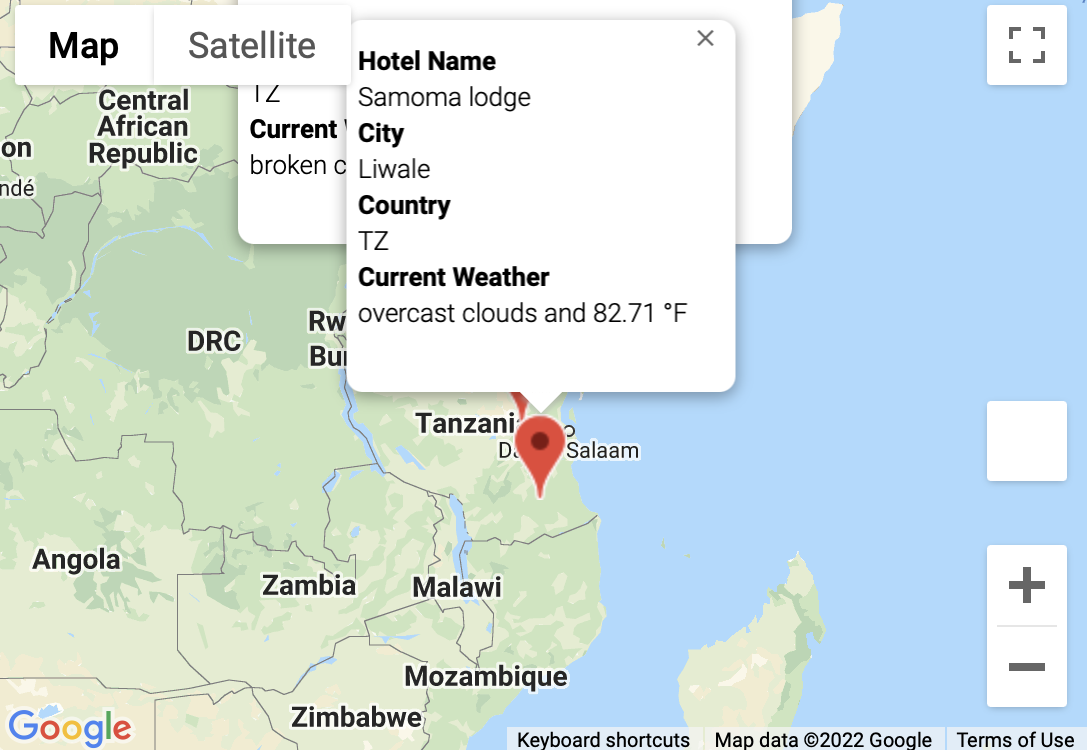 Map
Satellite
Hotel Name
Samoma lodge
City
Liwale
Country
TZ
Current Weather
overcast clouds and 82.71 °F
TZ
Current
broken c
Central
African
Republic
on
ndé
DRC
Rw
Bu
Tanzani
Salaam
Angola
Zambia
Malawi
Mozambique
Zimbabwe
Google
Keyboard shortcuts
Map data ©2022 Google
Terms of Use